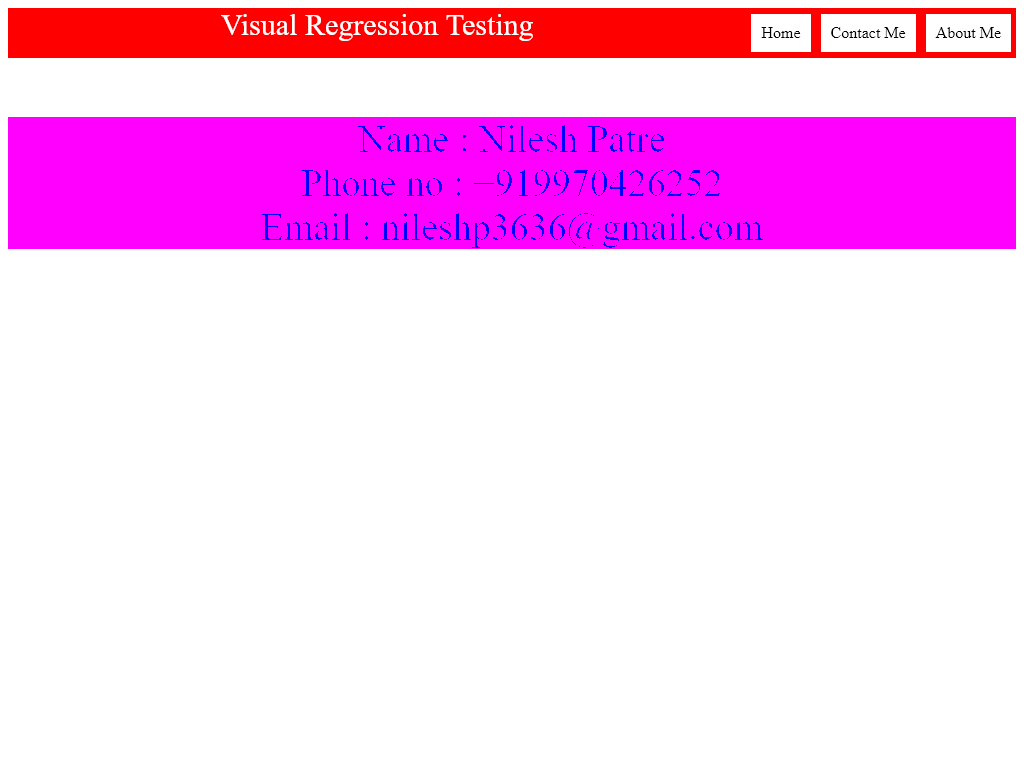 Visual Regression Testing
Home
Contact Me
About Me
Name : Nilesh Patre
Phone no : +919970426252
Email : nileshp3636@gmail.com